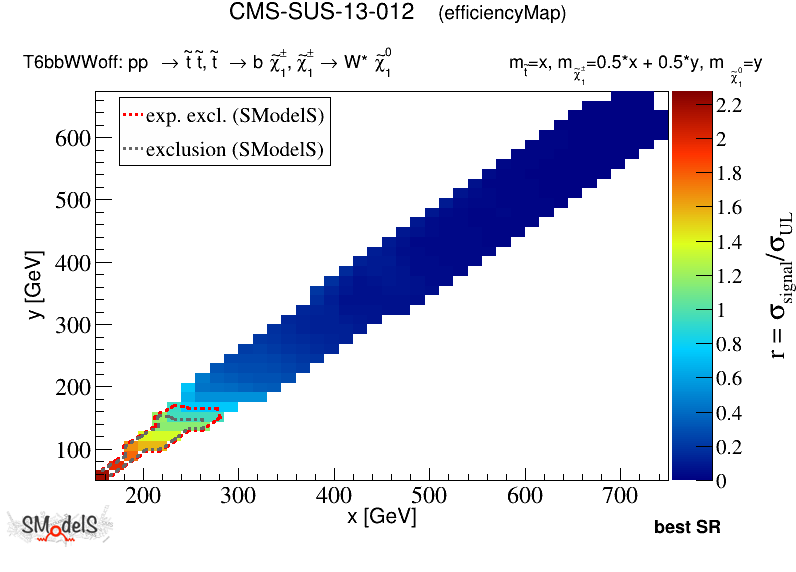 CMS-SUS-13-012 (efficiencyMap)
T6bbWWoff: pp → t̃ t̃, t̃ → b χ̃₁±, χ̃₁± → W* χ̃₁⁰ m_t̃=x, m_χ̃₁±=0.5*x + 0.5*y, m_χ̃₁⁰=y
exp. excl. (SModelS)
exclusion (SModelS)
y [GeV]
600
500
400
300
200
100
200 300 400 500 600 700
x [GeV]
2.2
2
1.8
1.6
1.4
1.2
1
0.8
0.6
0.4
0.2
0
r = σ_signal/σ_UL
SModelS
best SR